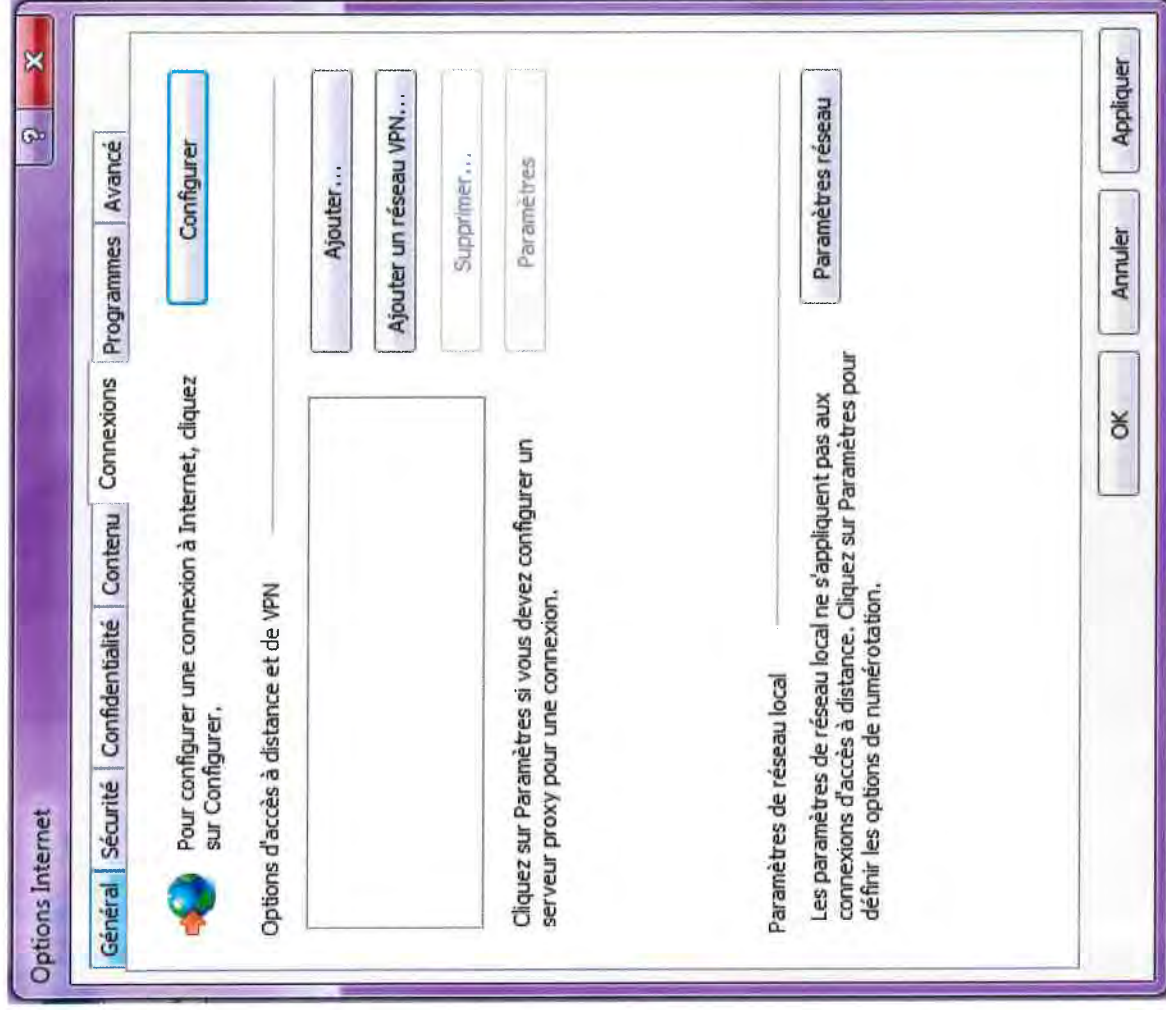 Options Internet
? X
Général Sécurité Confidentialité Contenu Connexions Programmes Avancé
Pour configurer une connexion à Internet, cliquez
sur Configurer.
Configurer
Options d'accès à distance et de VPN
Ajouter...
Ajouter un réseau VPN...
Supprimer...
Paramètres
Cliquez sur Paramètres si vous devez configurer un
serveur proxy pour une connexion.
Paramètres de réseau local
Les paramètres de réseau local ne s'appliquent pas aux
connexions d'accès à distance. Cliquez sur Paramètres pour
définir les options de numérotation.
Paramètres réseau
OK Annuler Appliquer